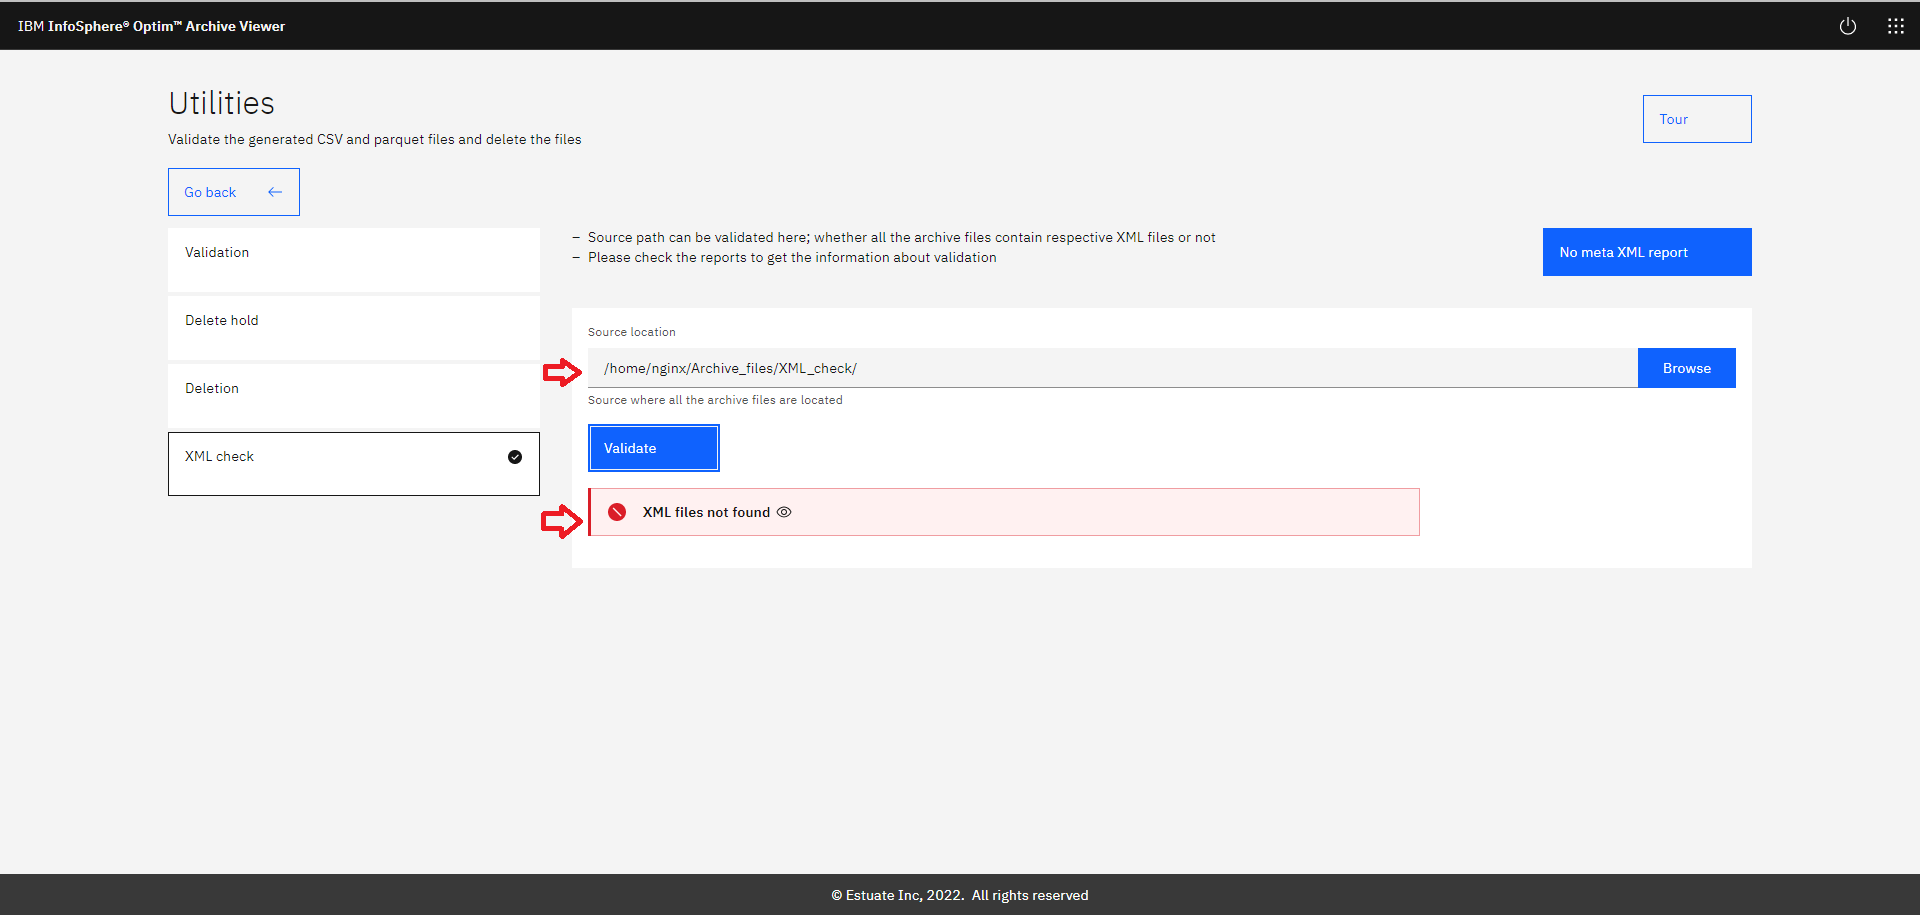 IBM InfoSphere® Optim™ Archive Viewer
Utilities
Validate the generated CSV and parquet files and delete the files
Tour
Go back
Validation
Delete hold
Deletion
XML check
– Source path can be validated here; whether all the archive files contain respective XML files or not
– Please check the reports to get the information about validation
No meta XML report
Source location
/home/nginx/Archive_files/XML_check/
Browse
Source where all the archive files are located
Validate
XML files not found
© Estuate Inc, 2022. All rights reserved